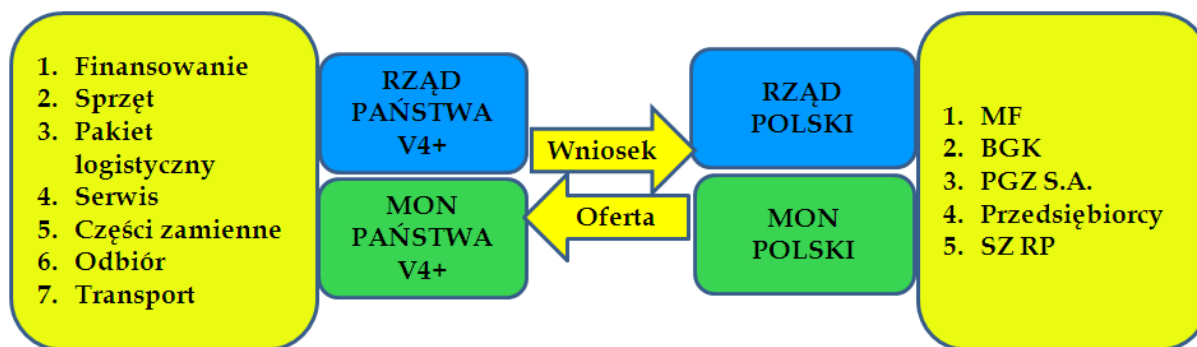 1. Finansowanie
2. Sprzęt
3. Pakiet
logistyczny
4. Serwis
5. Części zamienne
6. Odbiór
7. Transport
RZĄD
PAŃSTWA
V4+
MON
PAŃSTWA
V4+
Wniosek
Oferta
RZĄD
POLSKI
MON
POLSKI
1. MF
2. BGK
3. PGZ S.A.
4. Przedsiębiorcy
5. SZ RP